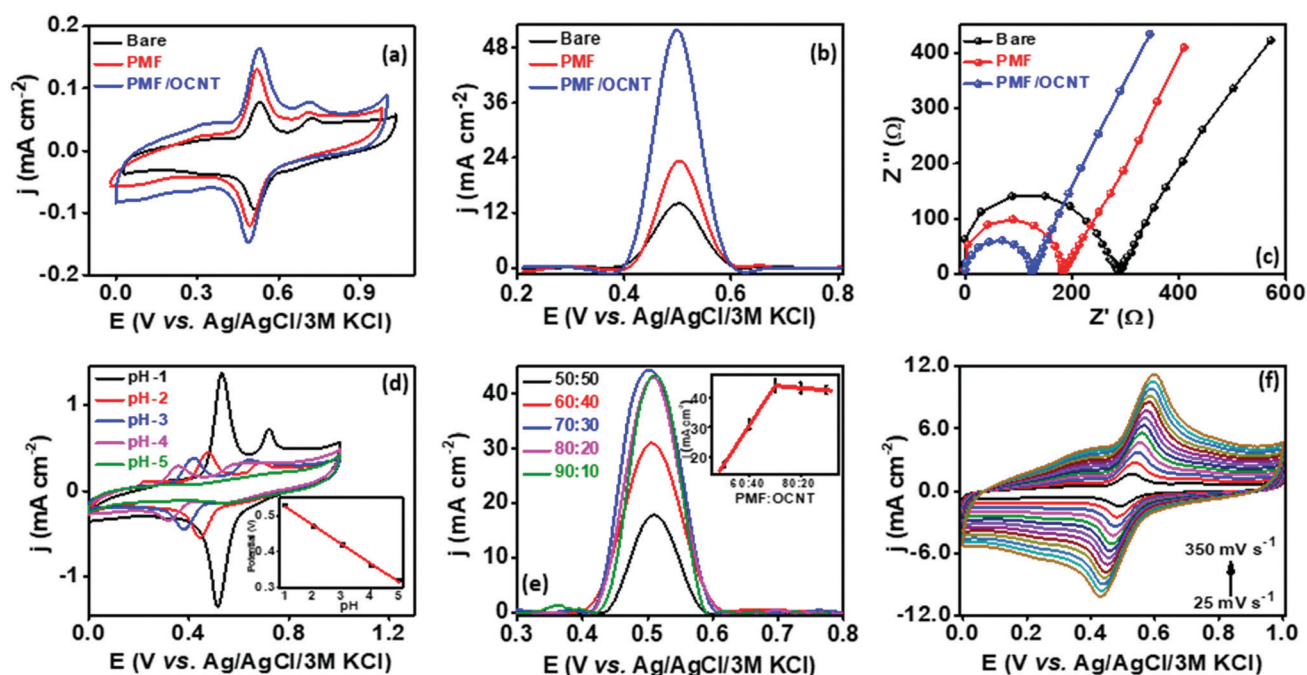 Bare
PMF
PMF/OCNT
(a)
j (mA cm-2)
0.2
0.1
0.0
-0.1
-0.2
0.0 0.3 0.6 0.9
E (V vs. Ag/AgCl/3M KCl)
Bare
PMF
PMF/OCNT
(b)
j (mA cm-2)
48
36
24
12
0
0.2 0.4 0.6 0.8
E (V vs. Ag/AgCl/3M KCl)
Bare
PMF
PMF/OCNT
(c)
Z'' (Ω)
400
300
200
100
0
0 200 400 600
Z' (Ω)
pH-1
pH-2
pH-3
pH-4
pH-5
(d)
j (mA cm-2)
1
0
-1
0.0 0.4 0.8 1.2
E (V vs. Ag/AgCl/3M KCl)
Potential (V)
0.5
0.4
0.3
1 2 3 4 5
pH
50:50
60:40
70:30
80:20
90:10
(e)
j (mA cm-2)
40
30
20
10
0
0.3 0.4 0.5 0.6 0.7 0.8
E (V vs. Ag/AgCl/3M KCl)
40
30
20
60:40 80:20
PMF:OCNT
(f)
j (mA cm-2)
12.0
6.0
0.0
-6.0
-12.0
350 mV s-1
25 mV s-1
0.0 0.2 0.4 0.6 0.8 1.0
E (V vs. Ag/AgCl/3M KCl)